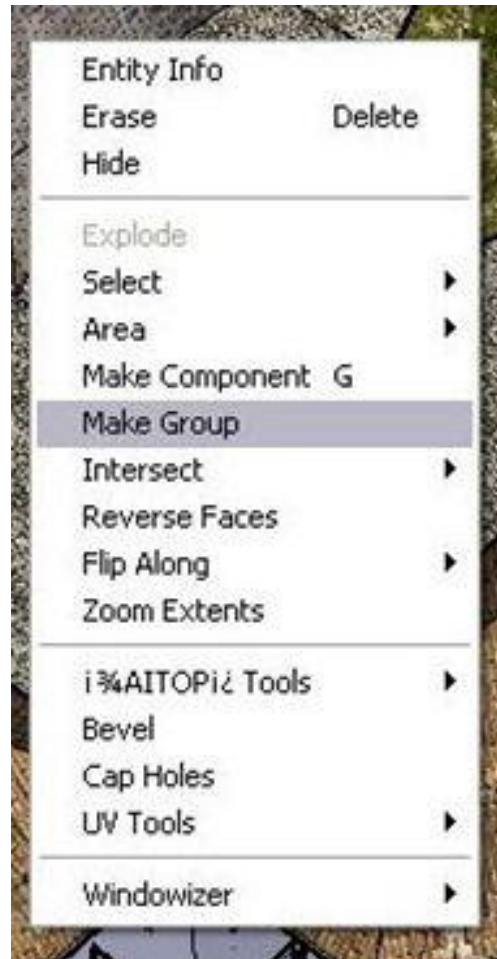 Entity Info
Erase Delete
Hide
Explode
Select
Area
Make Component G
Make Group
Intersect
Reverse Faces
Flip Along
Zoom Extents
i¾AITOPi¿ Tools
Bevel
Cap Holes
UV Tools
Windowizer